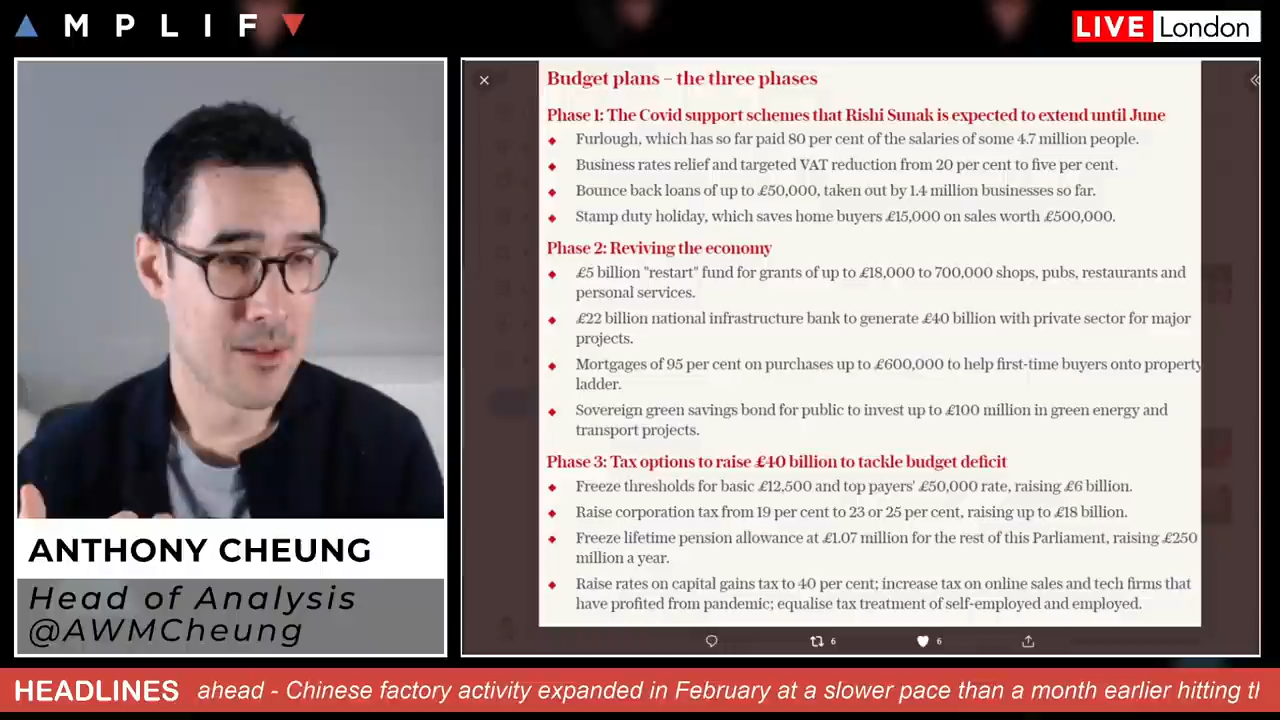 AMPLIFY
LIVE London
Budget plans – the three phases
Phase 1: The Covid support schemes that Rishi Sunak is expected to extend until June
Furlough, which has so far paid 80 per cent of the salaries of some 4.7 million people.
Business rates relief and targeted VAT reduction from 20 per cent to five per cent.
Bounce back loans of up to £50,000, taken out by 1.4 million businesses so far.
Stamp duty holiday, which saves home buyers £15,000 on sales worth £500,000.
Phase 2: Reviving the economy
£5 billion "restart" fund for grants of up to £18,000 to 700,000 shops, pubs, restaurants and
personal services.
£22 billion national infrastructure bank to generate £40 billion with private sector for major
projects.
Mortgages of 95 per cent on purchases up to £600,000 to help first-time buyers onto property
ladder.
Sovereign green savings bond for public to invest up to £100 million in green energy and
transport projects.
Phase 3: Tax options to raise £40 billion to tackle budget deficit
Freeze thresholds for basic £12,500 and top payers' £50,000 rate, raising £6 billion.
Raise corporation tax from 19 per cent to 23 or 25 per cent, raising up to £18 billion.
Freeze lifetime pension allowance at £1.07 million for the rest of this Parliament, raising £250
million a year.
Raise rates on capital gains tax to 40 per cent; increase tax on online sales and tech firms that
have profited from pandemic; equalise tax treatment of self-employed and employed.
6 6
ANTHONY CHEUNG
Head of Analysis
@AWMCheung
HEADLINES ahead - Chinese factory activity expanded in February at a slower pace than a month earlier hitting